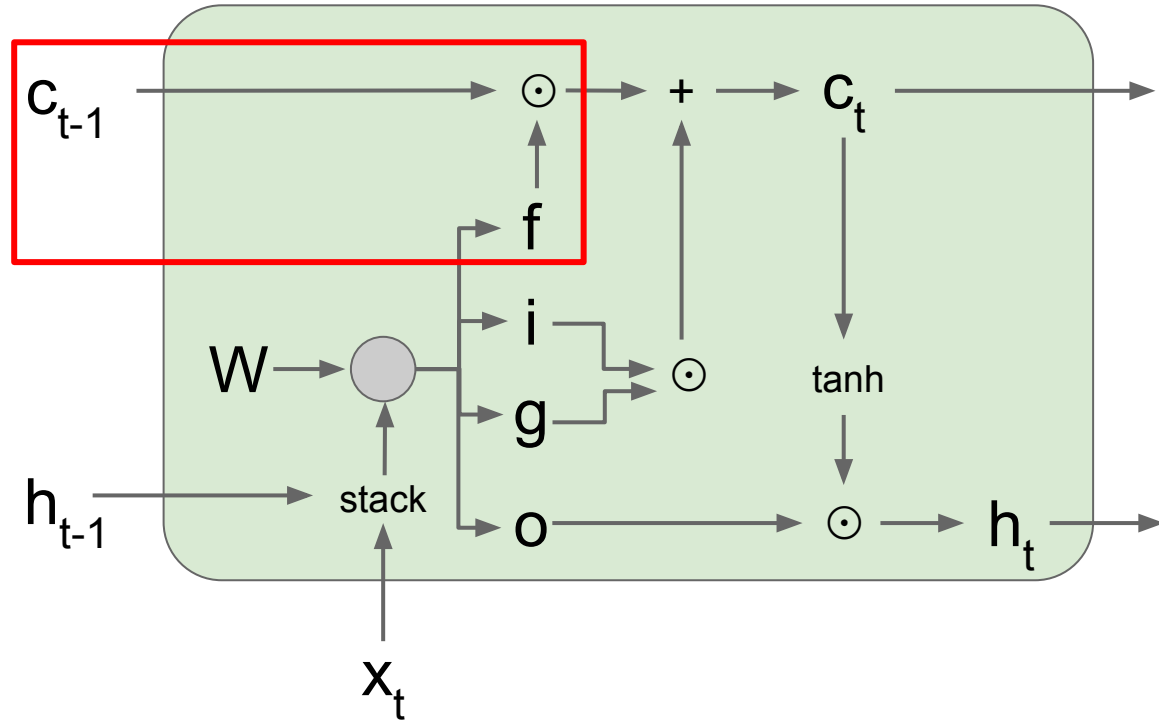 c_t-1 ⊙ + c_t
f
i
W ⊙ tanh
g
h_t-1 stack o ⊙ h_t
x_t